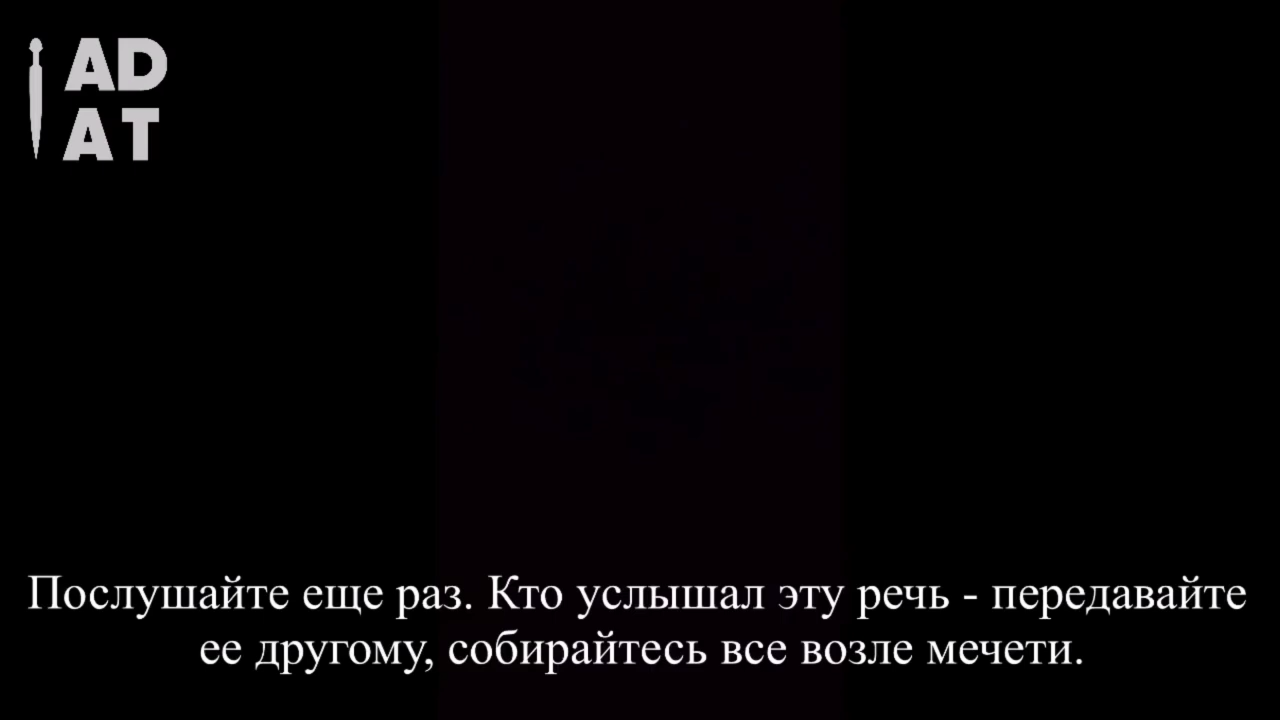 AD
AT
Послушайте еще раз. Кто услышал эту речь - передавайте
ее другому, собирайтесь все возле мечети.